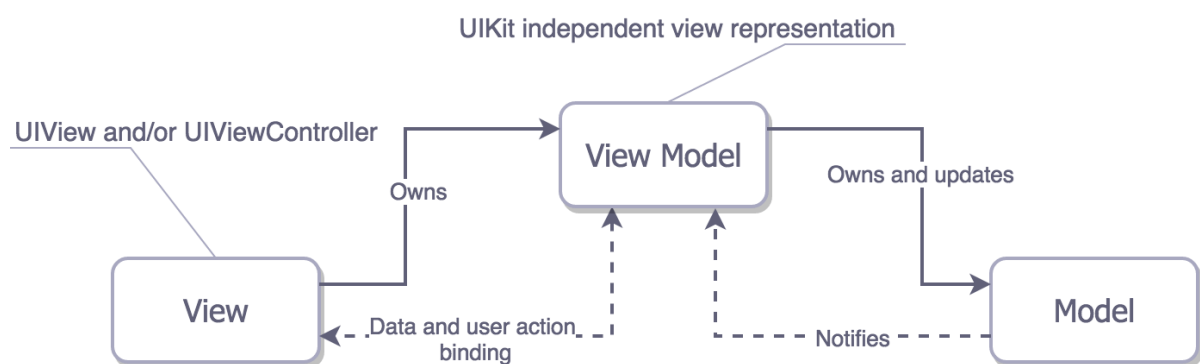 UIKit independent view representation
UIView and/or UIViewController
View Model
Owns
Owns and updates
View
Model
Data and user action
binding
Notifies